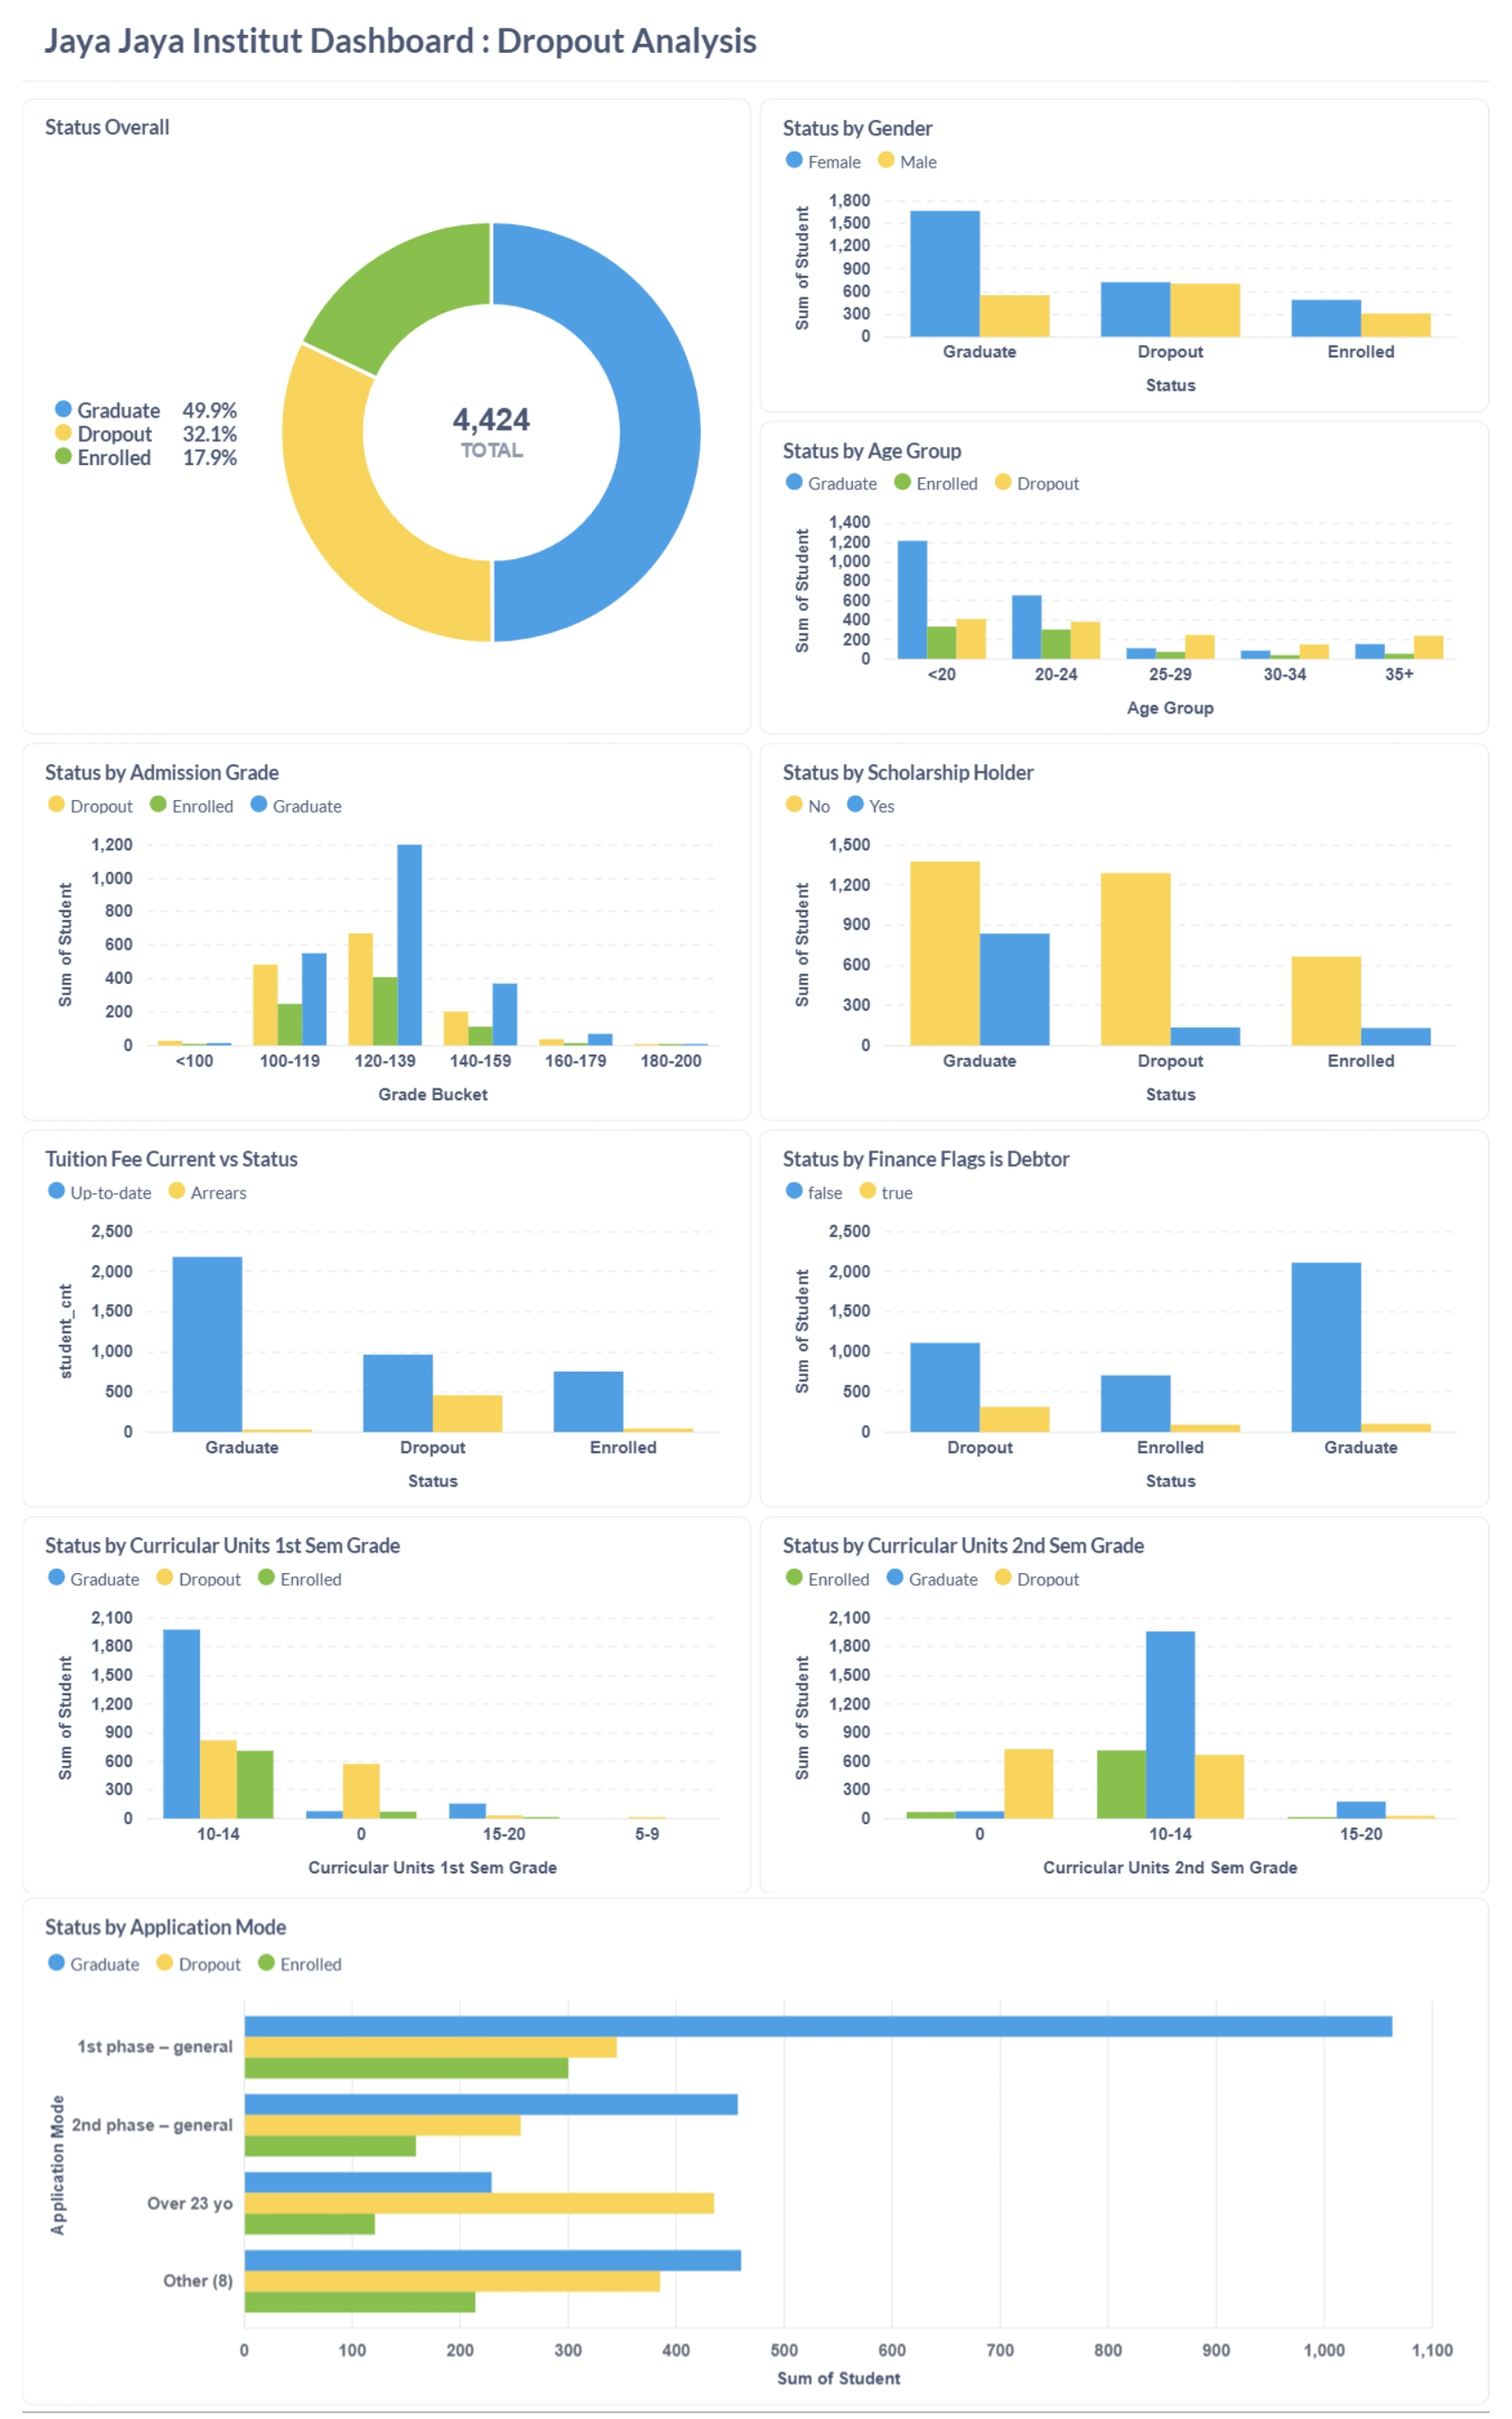 Jaya Jaya Institut Dashboard : Dropout Analysis
Status Overall
Graduate 49.9%
Dropout 32.1%
Enrolled 17.9%
4,424
TOTAL
Status by Gender
Female Male
Sum of Student
1,800
1,500
1,200
900
600
300
0
Graduate Dropout Enrolled
Status
Status by Age Group
Graduate Enrolled Dropout
Sum of Student
1,400
1,200
1,000
800
600
400
200
0
<20 20-24 25-29 30-34 35+
Age Group
Status by Admission Grade
Dropout Enrolled Graduate
Sum of Student
1,200
1,000
800
600
400
200
0
<100 100-119 120-139 140-159 160-179 180-200
Grade Bucket
Status by Scholarship Holder
No Yes
Sum of Student
1,500
1,200
900
600
300
0
Graduate Dropout Enrolled
Status
Tuition Fee Current vs Status
Up-to-date Arrears
student_cnt
2,500
2,000
1,500
1,000
500
0
Graduate Dropout Enrolled
Status
Status by Finance Flags is Debtor
false true
Sum of Student
2,500
2,000
1,500
1,000
500
0
Dropout Enrolled Graduate
Status
Status by Curricular Units 1st Sem Grade
Graduate Dropout Enrolled
Sum of Student
2,100
1,800
1,500
1,200
900
600
300
0
10-14 0 15-20 5-9
Curricular Units 1st Sem Grade
Status by Curricular Units 2nd Sem Grade
Enrolled Graduate Dropout
Sum of Student
2,100
1,800
1,500
1,200
900
600
300
0
0 10-14 15-20
Curricular Units 2nd Sem Grade
Status by Application Mode
Graduate Dropout Enrolled
Application Mode
1st phase – general
2nd phase – general
Over 23 yo
Other (8)
0 100 200 300 400 500 600 700 800 900 1,000 1,100
Sum of Student